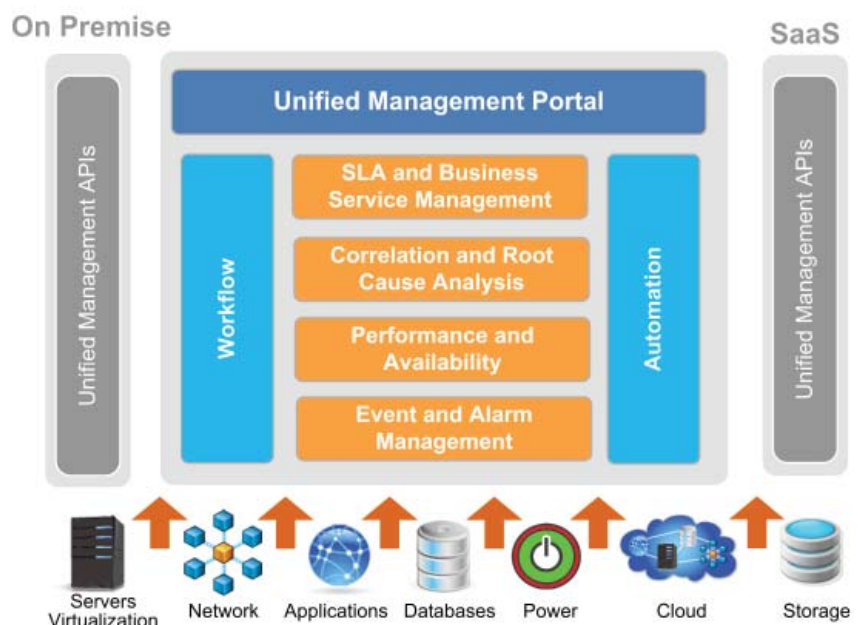 On Premise
SaaS
Unified Management APIs
Unified Management Portal
Workflow
SLA and Business
Service Management
Correlation and Root
Cause Analysis
Performance and
Availability
Event and Alarm
Management
Automation
Unified Management APIs
Servers
Virtualization
Network
Applications
Databases
Power
Cloud
Storage